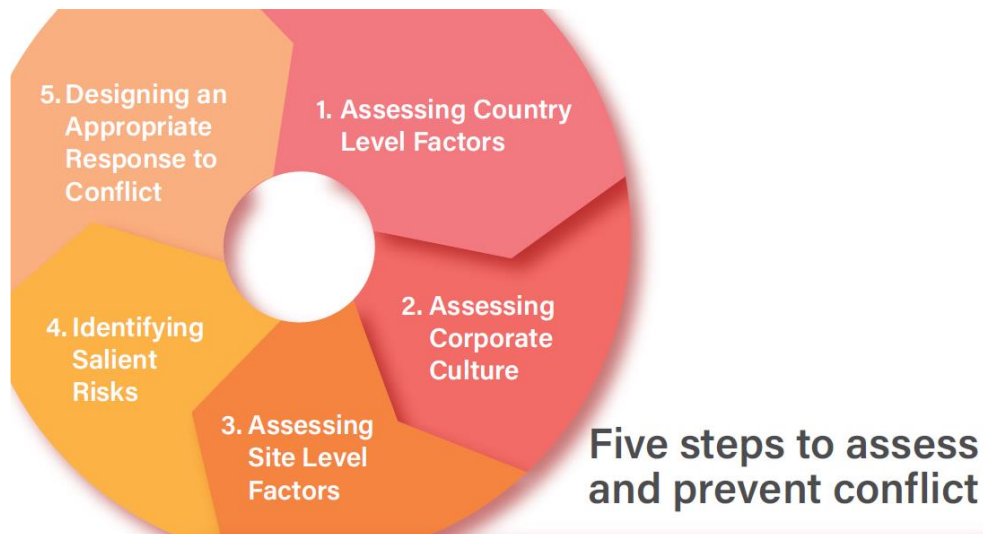 1. Assessing Country
Level Factors
2. Assessing
Corporate
Culture
3. Assessing
Site Level
Factors
4. Identifying
Salient
Risks
5. Designing an
Appropriate
Response to
Conflict
Five steps to assess
and prevent conflict